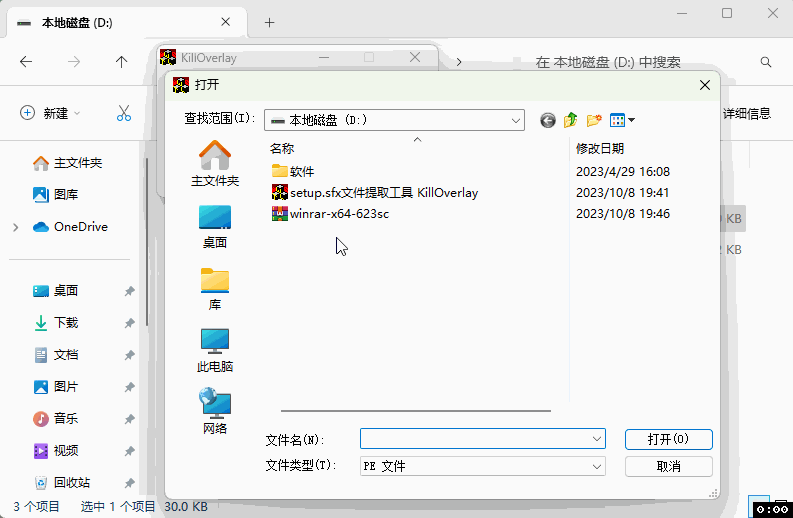 本地磁盘 (D:)
KillOverlay
在 本地磁盘 (D:) 中搜索
新建
详细信息
打开
查找范围(I):
本地磁盘 (D:)
名称
修改日期
软件
2023/4/29 16:08
setup.sfx文件提取工具 KillOverlay
2023/10/8 19:41
winrar-x64-623sc
2023/10/8 19:46
主文件夹
桌面
库
此电脑
网络
主文件夹
图库
OneDrive
桌面
下载
文档
图片
音乐
视频
回收站
KB
KB
文件名(N):
打开(O)
文件类型(T):
PE 文件
取消
3 个项目
选中 1 个项目
30.0 KB
0:00